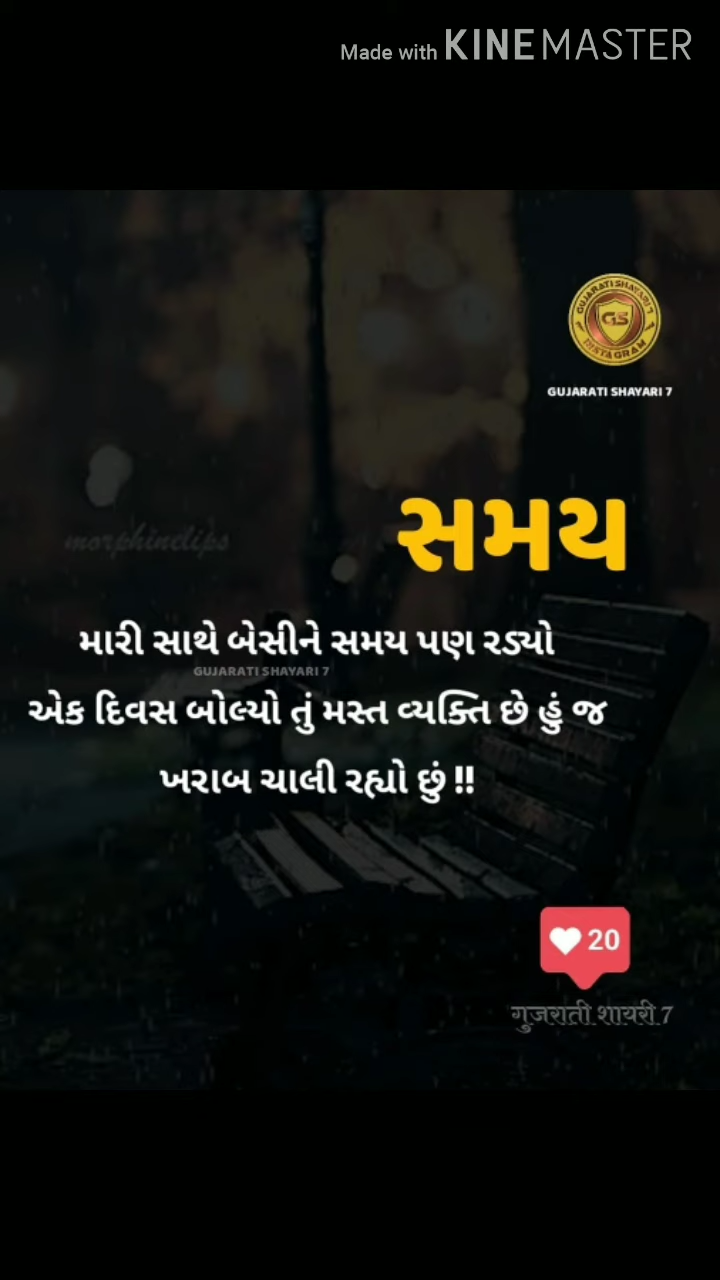 Made with KINEMASTER
GUJARATI SHAYARI 7
GS
INSTAGRAM
GUJARATI SHAYARI 7
morphinelips
સમય
મારી સાથે બેસીને સમય પણ રડ્યો
GUJARATI SHAYARI 7
એક દિવસ બોલ્યો તું મસ્ત વ્યક્તિ છે હું જ
ખરાબ ચાલી રહ્યો છું !!
20
गुजराती शायरी 7